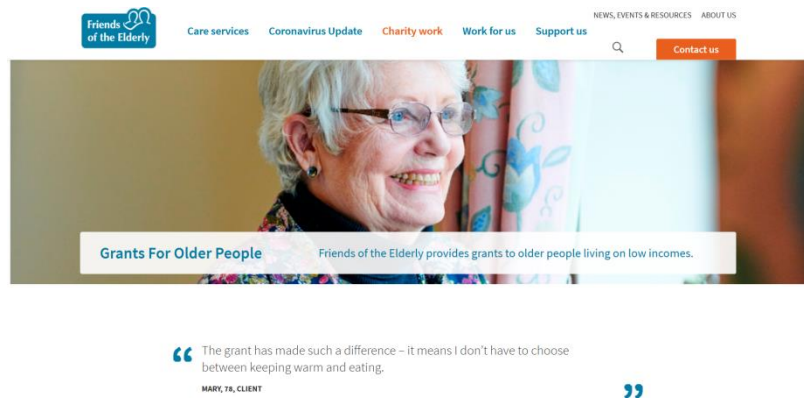 NEWS, EVENTS & RESOURCES ABOUT US
Friends
of the Elderly
Care services Coronavirus Update Charity work Work for us Support us
Contact us
Grants For Older People Friends of the Elderly provides grants to older people living on low incomes.
“ The grant has made such a difference – it means I don’t have to choose
between keeping warm and eating.
MARY, 78, CLIENT ”